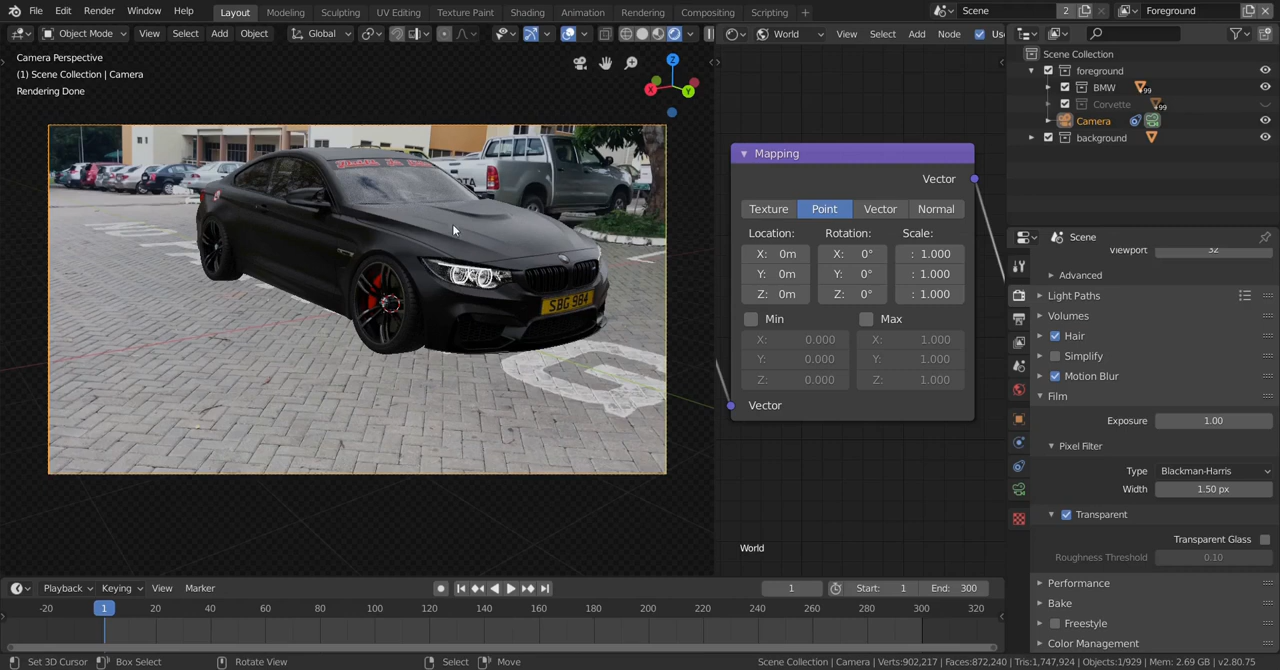 File Edit Render Window Help Layout Modeling Sculpting UV Editing Texture Paint Shading Animation Rendering Compositing Scripting + Scene 2 Foreground
Object Mode View Select Add Object Global World View Select Add Node Us
Camera Perspective
(1) Scene Collection | Camera
Rendering Done
Z
X
Y
TOYOTA
SBG 984
Mapping
Vector
Texture Point Vector Normal
Location: Rotation: Scale:
X: 0m X: 0° : 1.000
Y: 0m Y: 0° : 1.000
Z: 0m Z: 0° : 1.000
Min Max
X: 0.000 X: 1.000
Y: 0.000 Y: 1.000
Z: 0.000 Z: 1.000
Vector
World
Scene Collection
foreground
BMW 99
Corvette 99
Camera
background
Scene
Viewport 32
Advanced
Light Paths
Volumes
Hair
Simplify
Motion Blur
Film
Exposure 1.00
Pixel Filter
Type Blackman-Harris
Width 1.50 px
Transparent
Transparent Glass
Roughness Threshold 0.10
Performance
Bake
Freestyle
Color Management
Playback Keying View Marker 1 Start: 1 End: 300
-20 1 20 40 60 80 100 120 140 160 180 200 220 240 260 280 300 320
Set 3D Cursor Box Select Rotate View Select Move Scene Collection | Camera | Verts:902,217 | Faces:872,240 | Tris:1,747,924 | Objects:1/929 | Mem: 2.69 GB | v2.80.75